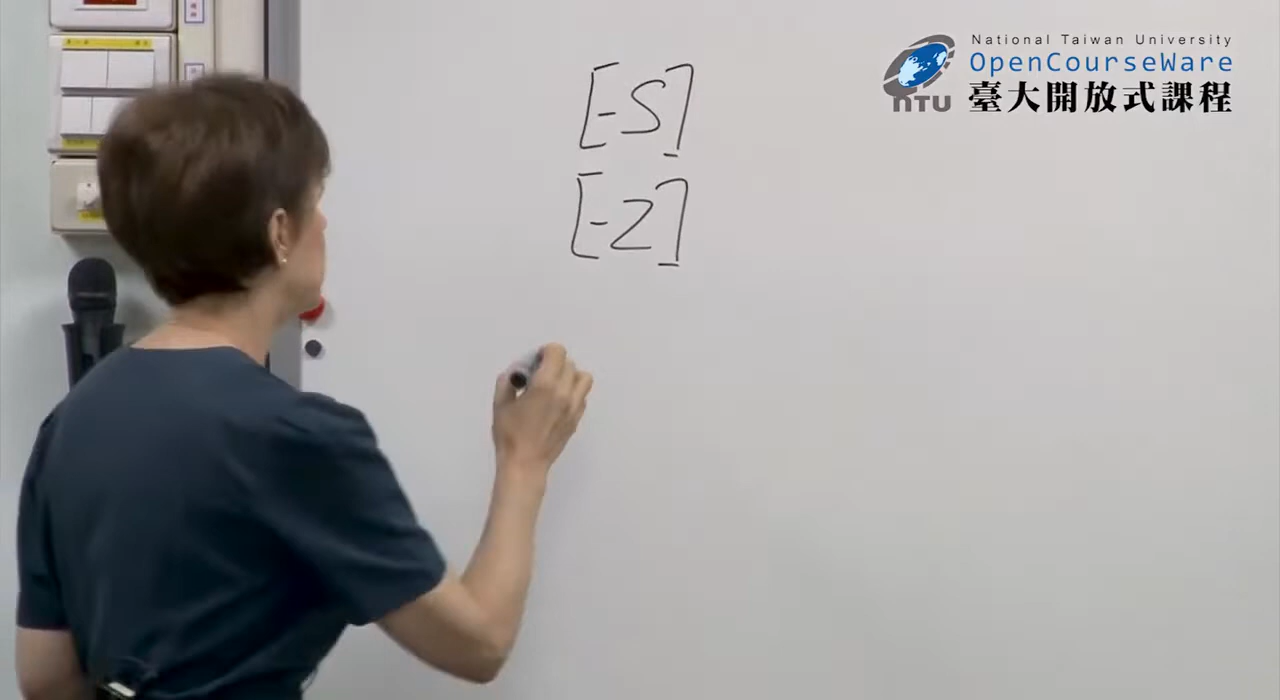 [-S]
[-Z]
National Taiwan University
OpenCourseWare
nTU 臺大開放式課程